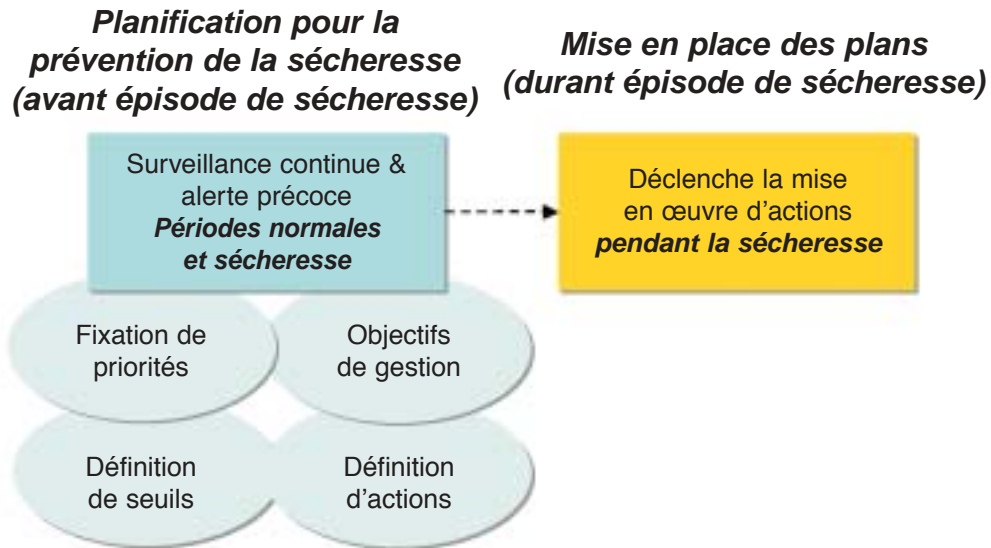 Planification pour la
prévention de la sécheresse
(avant épisode de sécheresse)
Mise en place des plans
(durant épisode de sécheresse)
Surveillance continue &
alerte précoce
Périodes normales
et sécheresse
Déclenche la mise
en œuvre d'actions
pendant la sécheresse
Fixation de
priorités
Objectifs
de gestion
Définition
de seuils
Définition
d'actions